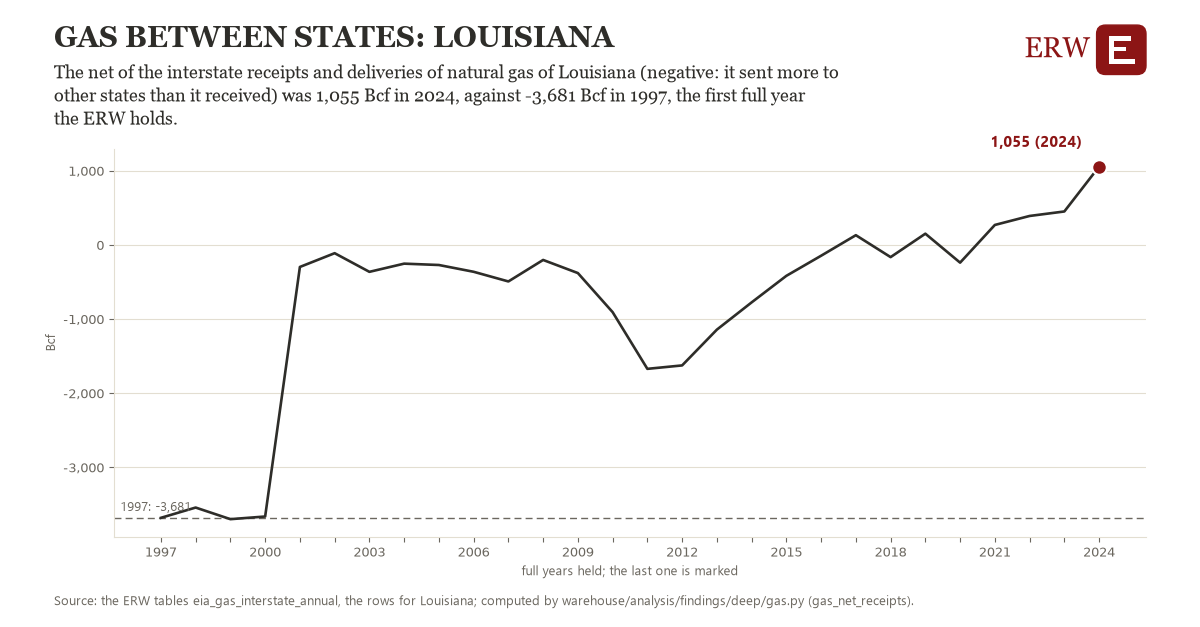 GAS BETWEEN STATES: LOUISIANA
ERW E
The net of the interstate receipts and deliveries of natural gas of Louisiana (negative: it sent more to
other states than it received) was 1,055 Bcf in 2024, against -3,681 Bcf in 1997, the first full year
the ERW holds.
1,055 (2024)
1,000
0
-1,000
-2,000
-3,000
Bcf
1997: -3,681
1997 2000 2003 2006 2009 2012 2015 2018 2021 2024
full years held; the last one is marked
Source: the ERW tables eia_gas_interstate_annual, the rows for Louisiana; computed by warehouse/analysis/findings/deep/gas.py (gas_net_receipts).